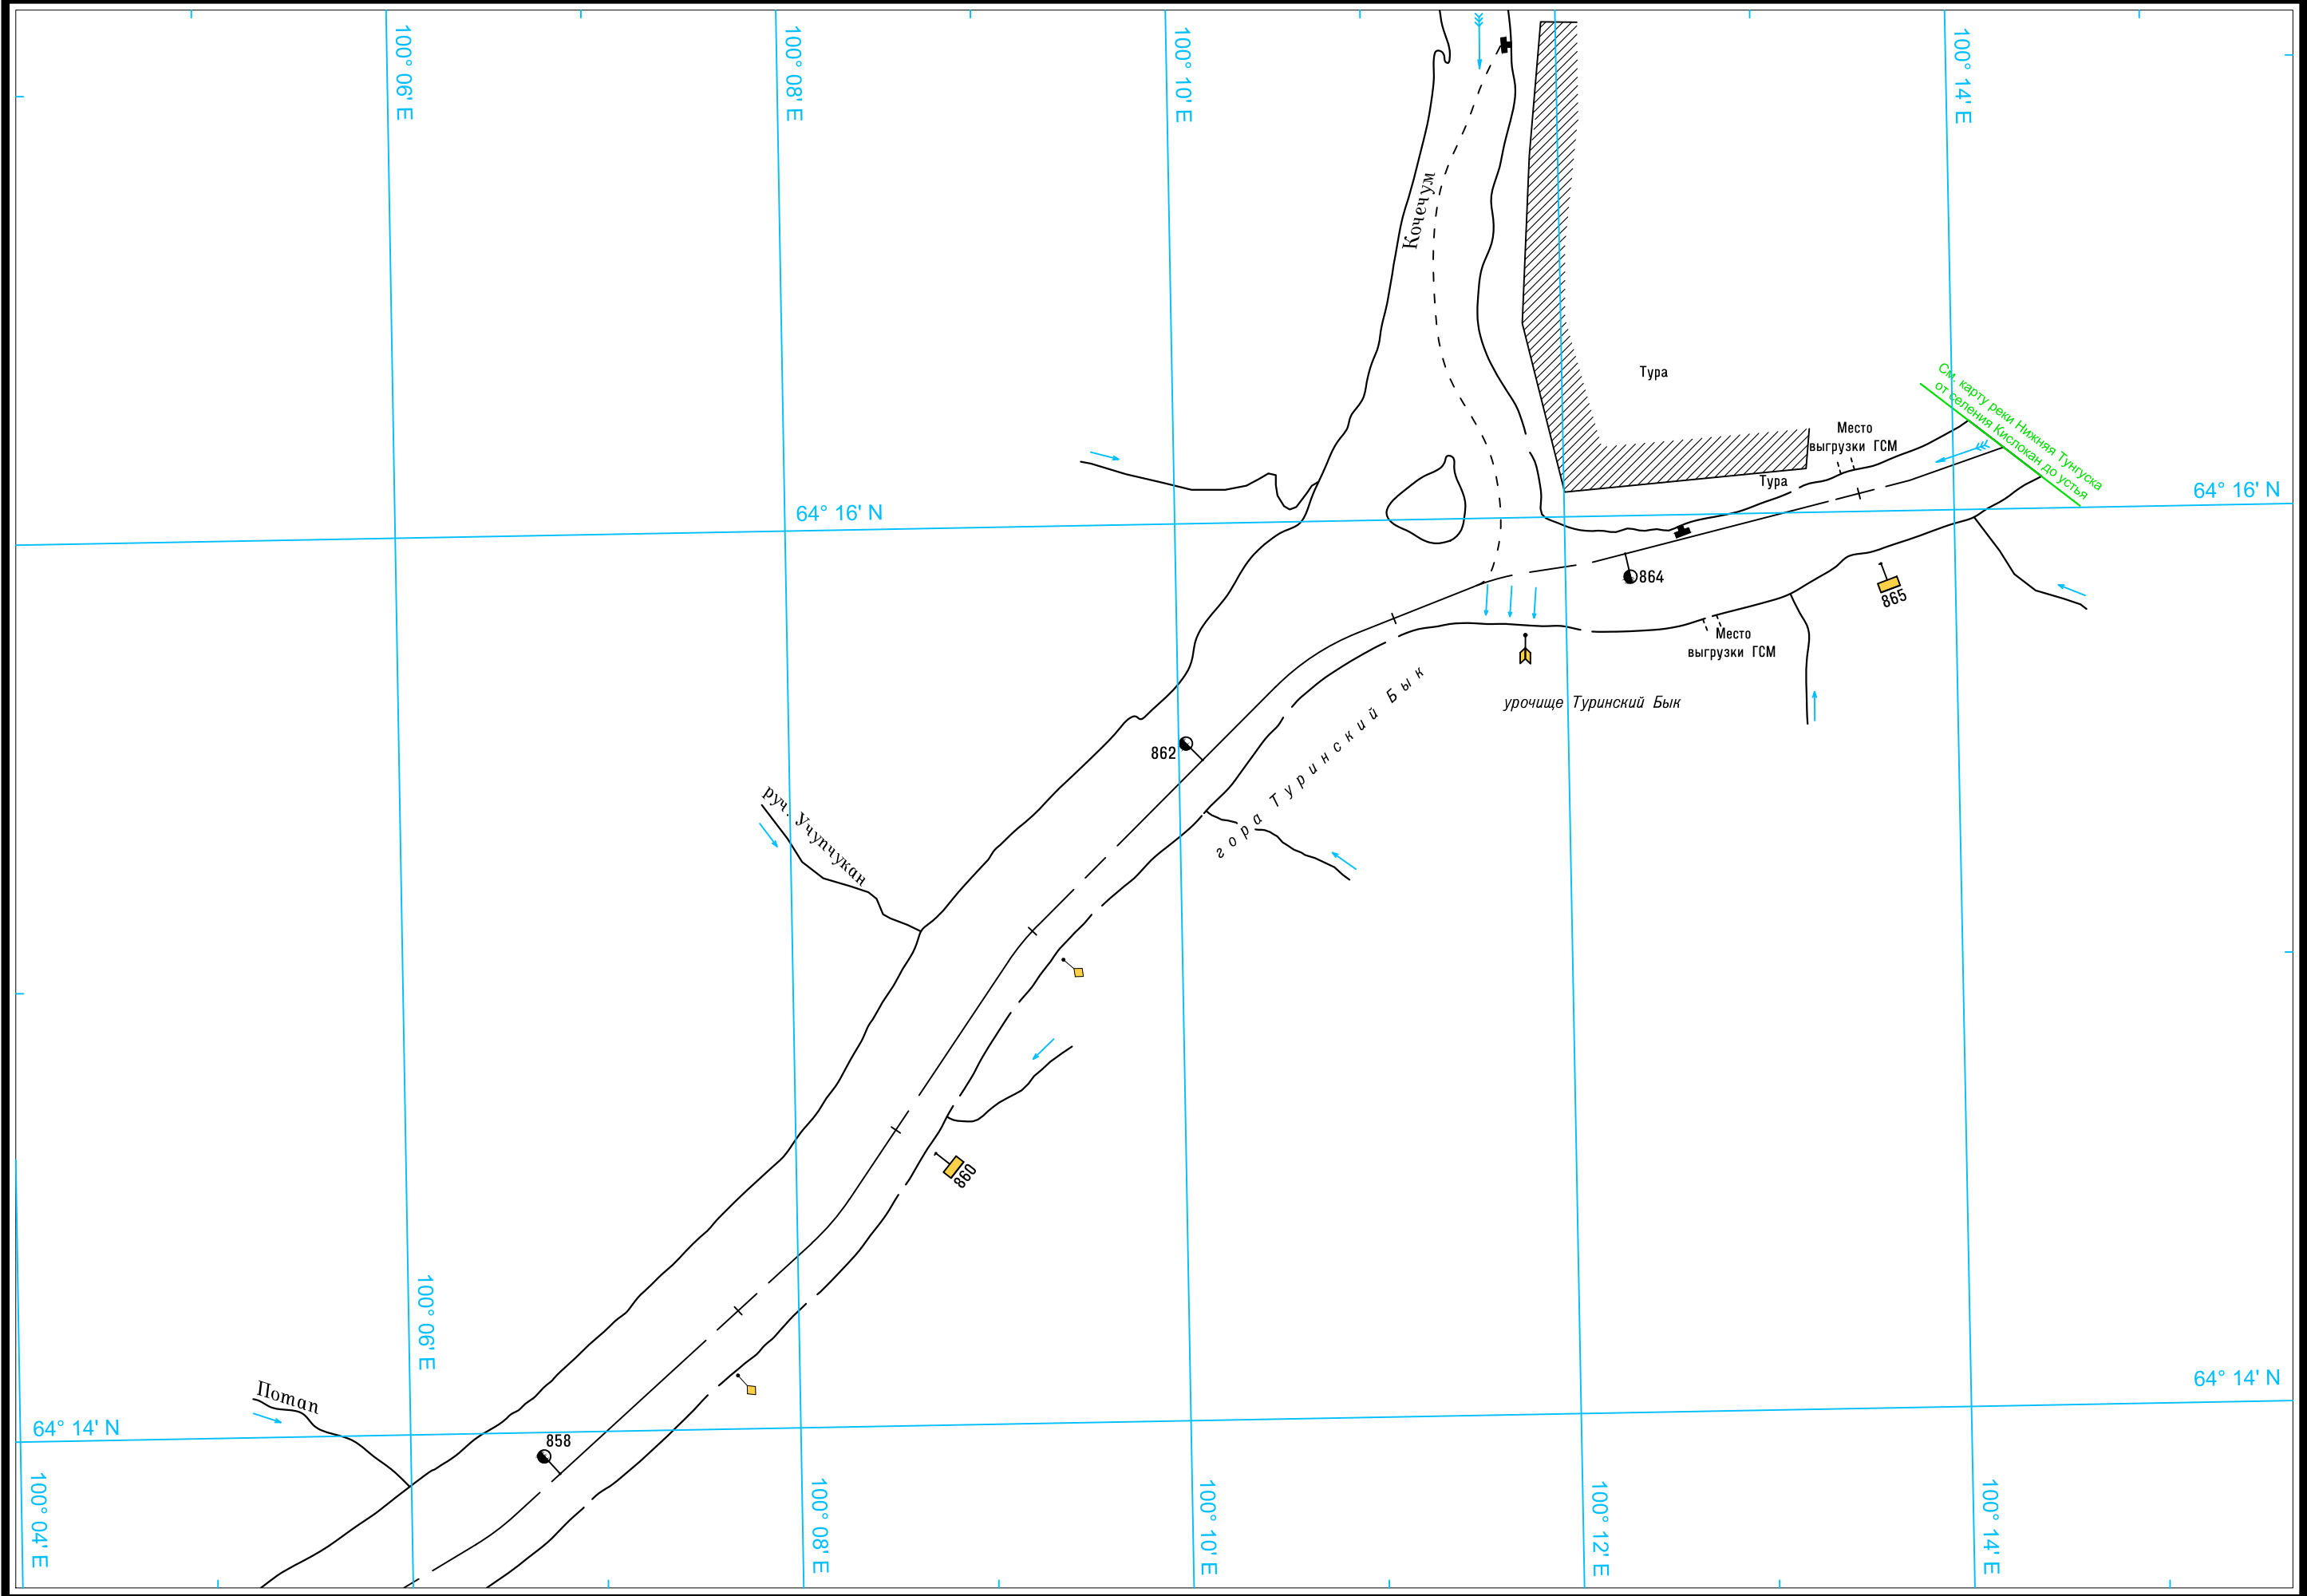 100° 06' E
100° 08' E
100° 10' E
100° 14' E
Кочечум
Тура
См. карту реки Нижняя Тунгуска
от селения Кислокан до устья
Место
выгрузки ГСМ
Тура
64° 16' N
64° 16' N
864
865
Место
выгрузки ГСМ
урочище Туринский Бык
гора Туринский Бык
862
руч. Учупчукан
860
100° 06' E
Потап
64° 14' N
64° 14' N
858
100° 04' E
100° 08' E
100° 10' E
100° 12' E
100° 14' E